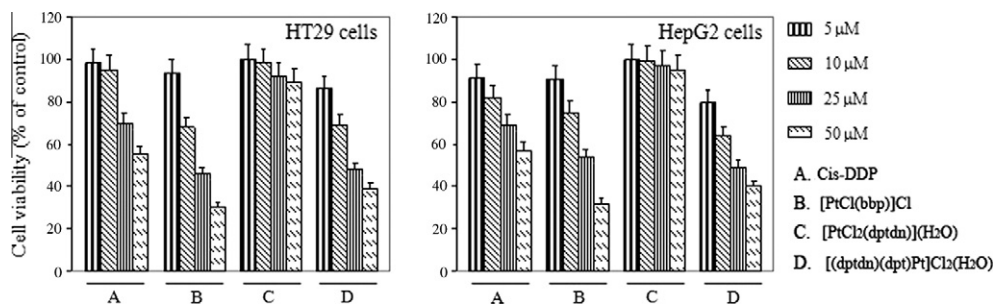 Cell viability (% of control)
120
100
80
60
40
20
0
HT29 cells
A B C D
120
100
80
60
40
20
0
HepG2 cells
A B C D
5 µM
10 µM
25 µM
50 µM
A. Cis-DDP
B. [PtCl(bbp)]Cl
C. [PtCl2(dptdn)](H2O)
D. [(dptdn)(dpt)Pt]Cl2(H2O)